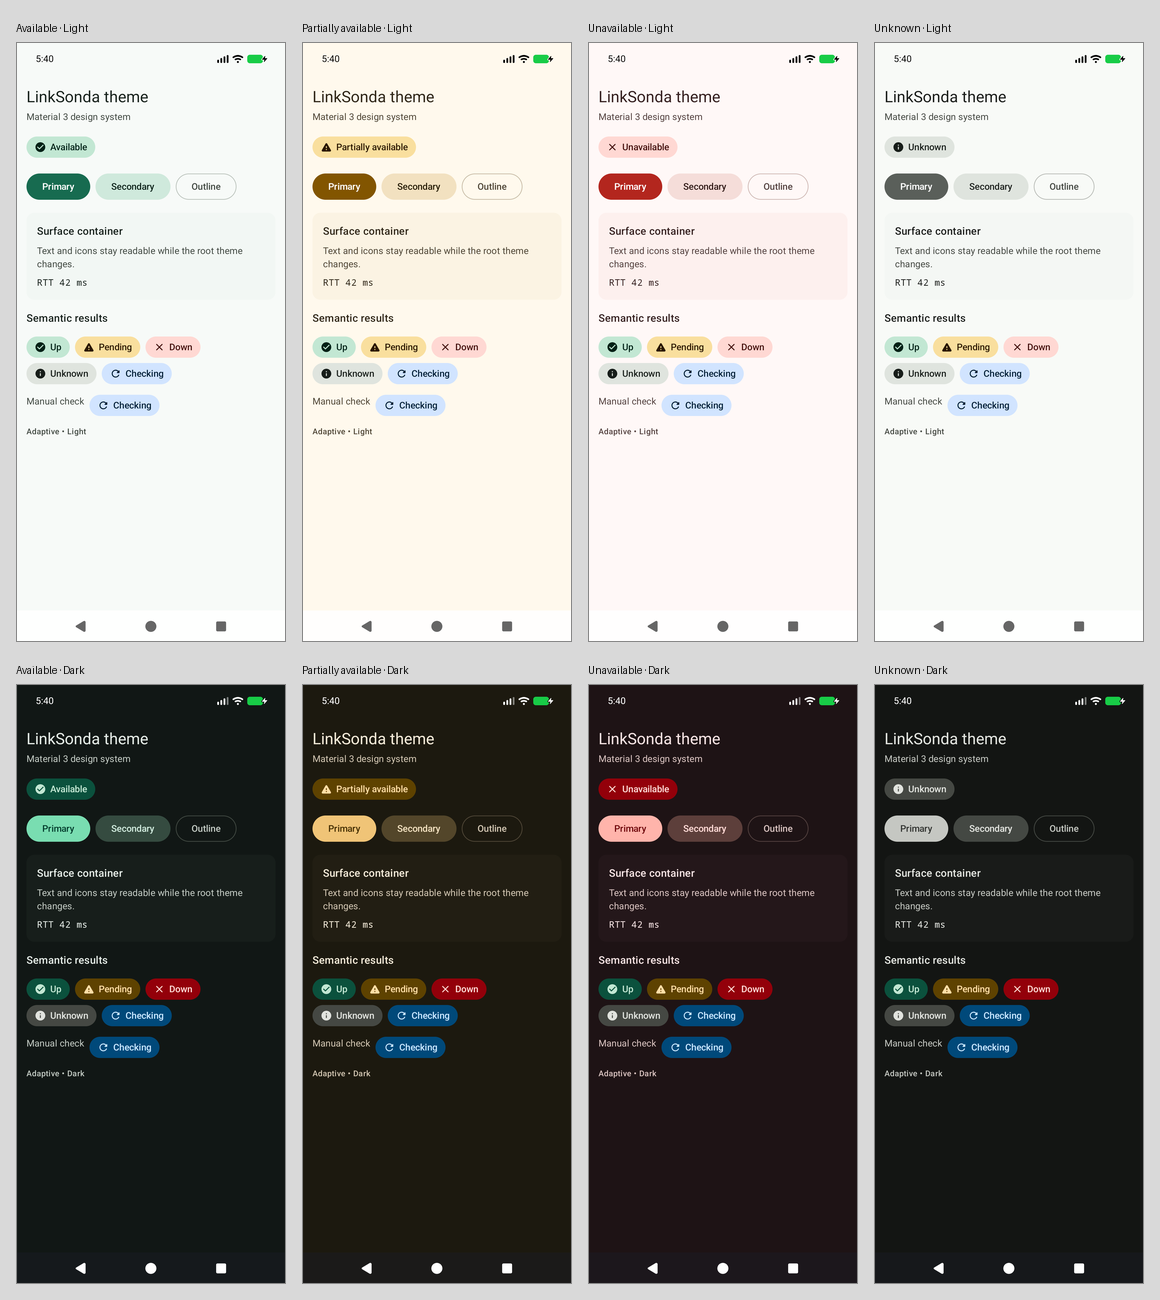 Available · Light
5:40
LinkSonda theme
Material 3 design system
Available
Primary Secondary Outline
Surface container
Text and icons stay readable while the root theme
changes.
RTT 42 ms
Semantic results
Up Pending Down
Unknown Checking
Manual check Checking
Adaptive • Light
Partially available · Light
5:40
LinkSonda theme
Material 3 design system
Partially available
Primary Secondary Outline
Surface container
Text and icons stay readable while the root theme
changes.
RTT 42 ms
Semantic results
Up Pending Down
Unknown Checking
Manual check Checking
Adaptive • Light
Unavailable · Light
5:40
LinkSonda theme
Material 3 design system
Unavailable
Primary Secondary Outline
Surface container
Text and icons stay readable while the root theme
changes.
RTT 42 ms
Semantic results
Up Pending Down
Unknown Checking
Manual check Checking
Adaptive • Light
Unknown · Light
5:40
LinkSonda theme
Material 3 design system
Unknown
Primary Secondary Outline
Surface container
Text and icons stay readable while the root theme
changes.
RTT 42 ms
Semantic results
Up Pending Down
Unknown Checking
Manual check Checking
Adaptive • Light
Available · Dark
5:40
LinkSonda theme
Material 3 design system
Available
Primary Secondary Outline
Surface container
Text and icons stay readable while the root theme
changes.
RTT 42 ms
Semantic results
Up Pending Down
Unknown Checking
Manual check Checking
Adaptive • Dark
Partially available · Dark
5:40
LinkSonda theme
Material 3 design system
Partially available
Primary Secondary Outline
Surface container
Text and icons stay readable while the root theme
changes.
RTT 42 ms
Semantic results
Up Pending Down
Unknown Checking
Manual check Checking
Adaptive • Dark
Unavailable · Dark
5:40
LinkSonda theme
Material 3 design system
Unavailable
Primary Secondary Outline
Surface container
Text and icons stay readable while the root theme
changes.
RTT 42 ms
Semantic results
Up Pending Down
Unknown Checking
Manual check Checking
Adaptive • Dark
Unknown · Dark
5:40
LinkSonda theme
Material 3 design system
Unknown
Primary Secondary Outline
Surface container
Text and icons stay readable while the root theme
changes.
RTT 42 ms
Semantic results
Up Pending Down
Unknown Checking
Manual check Checking
Adaptive • Dark